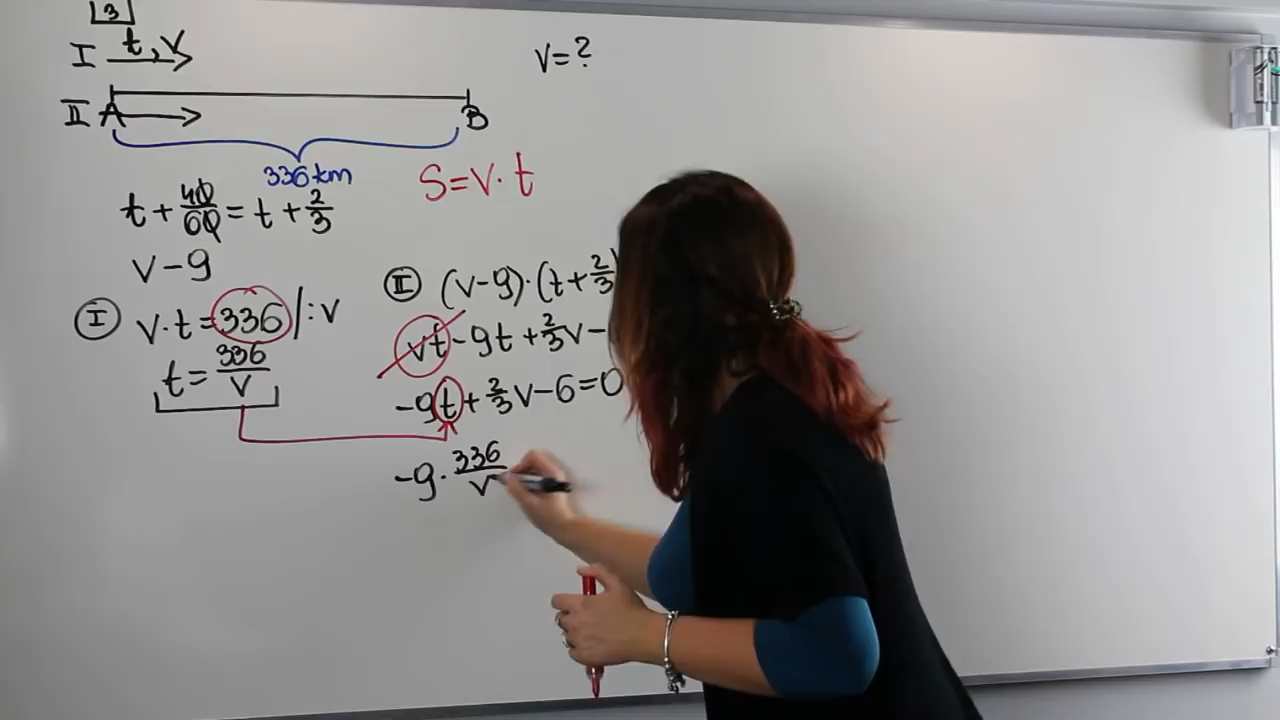 3
I t, v
v=?
II A B
336 km
S=v·t
t+40/60=t+2/3
v-9
I v·t=336 |:v
t=336/v
II (v-9)·(t+2/3)
vt-9t+2/3v-
-9t+2/3v-6=0
-9·336/v